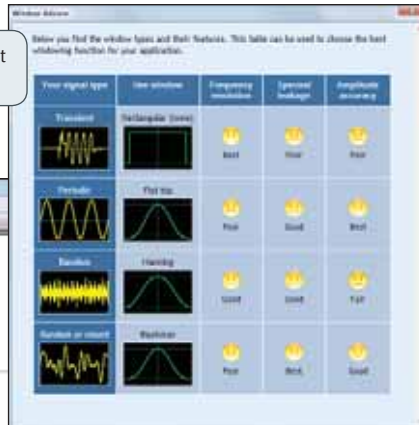 Window Advisor
Below you find the window types and their features. This table can be used to choose the best
windowing function for your application.
Your signal type Use window Frequency resolution Spectral leakage Amplitude accuracy
Transient Rectangular (none) Best Poor Poor
Periodic Flat top Poor Good Best
Random Hanning Good Good Fair
Random or mixed Blackman Poor Best Good